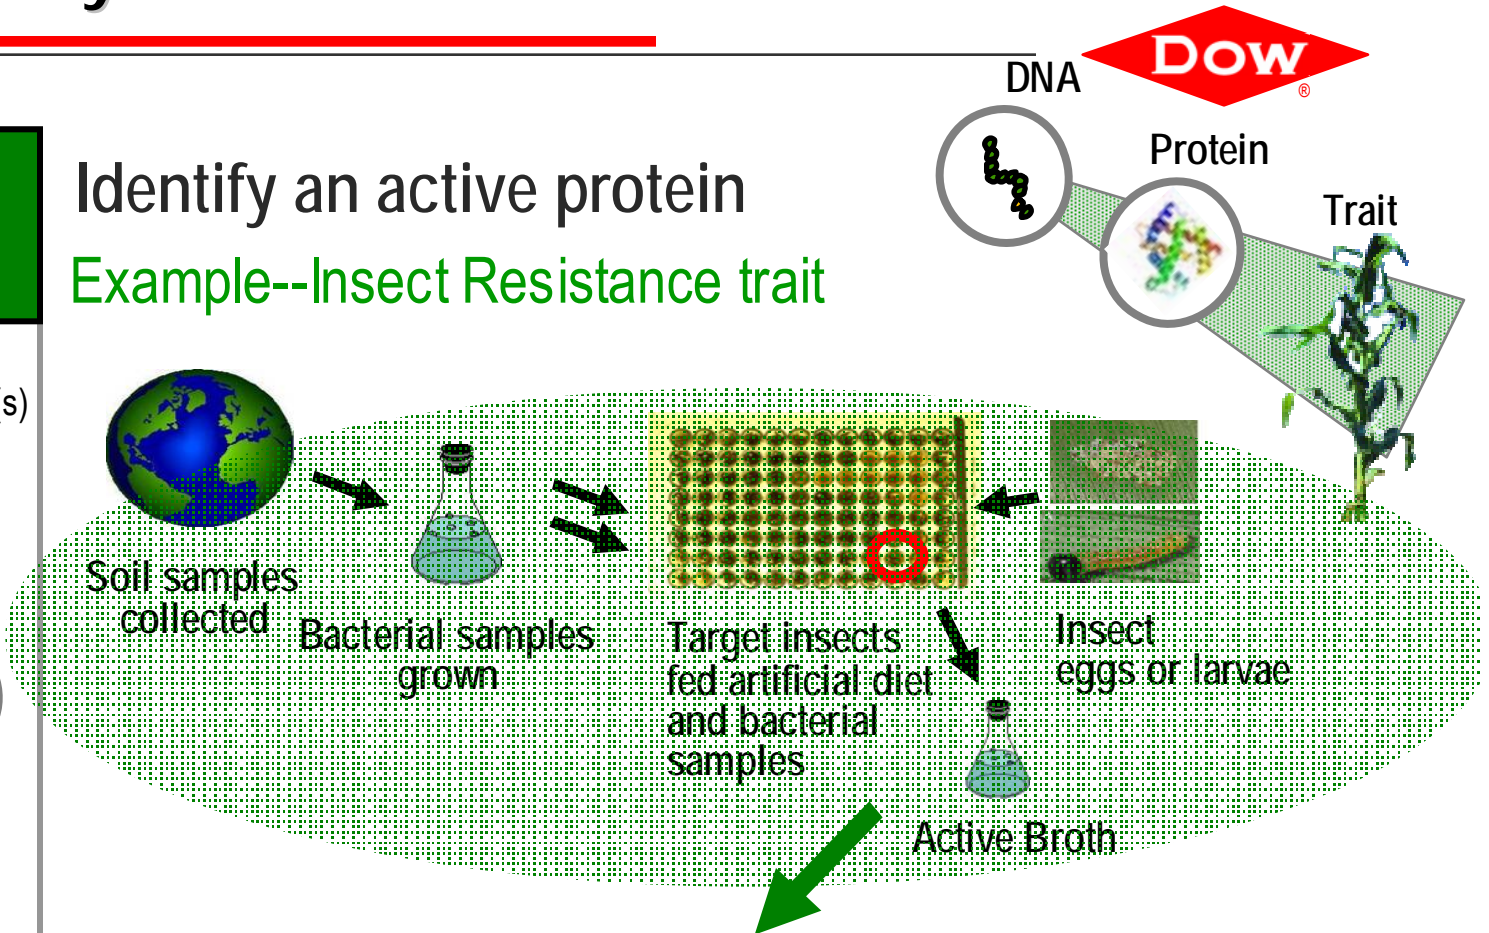 DOW
®
DNA
Protein
Trait
Identify an active protein
Example--Insect Resistance trait
s)
Soil samples
collected
Bacterial samples
grown
Target insects
fed artificial diet
and bacterial
samples
Insect
eggs or larvae
Active Broth